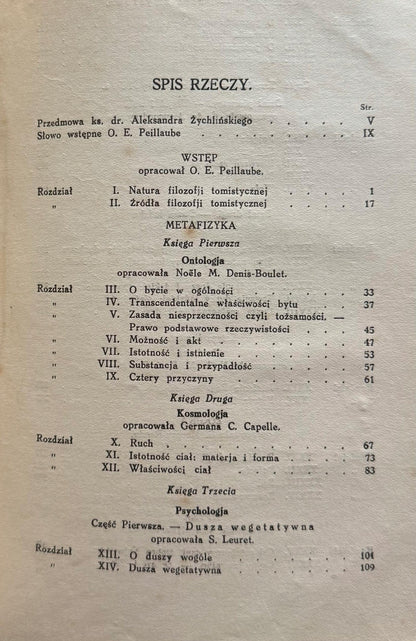 SPIS RZECZY.
Str.
Przedmowa ks. dr. Aleksandra Żychlińskiego . . . . . V
Słowo wstępne O. E. Peillaube . . . . . . . . IX
WSTĘP
opracował O. E. Peillaube.
Rozdział I. Natura filozofji tomistycznej . . . . 1
„ II. Źródła filozofji tomistycznej . . . . 17
METAFIZYKA
Księga Pierwsza
Ontologja
opracowała Noële M. Denis-Boulet.
Rozdział III. O bycie w ogólności . . . . . 33
„ IV. Transcendentalne właściwości bytu . . . 37
„ V. Zasada niesprzeczności czyli tożsamości. —
Prawo podstawowe rzeczywistości . . . . 45
„ VI. Możność i akt . . . . . . . 47
„ VII. Istotność i istnienie . . . . . . 53
„ VIII. Substancja i przypadłość . . . . . 57
„ IX. Cztery przyczyny . . . . . . 61
Księga Druga
Kosmologja
opracowała Germana C. Capelle.
Rozdział X. Ruch . . . . . . . . . 67
„ XI. Istotność ciał: materja i forma . . . . 73
„ XII. Właściwości ciał . . . . . . 83
Księga Trzecia
Psychologja
Część Pierwsza. — Dusza wegetatywna
opracowała S. Leuret.
Rozdział XIII. O duszy wogóle . . . . . . 101
„ XIV. Dusza wegetatywna . . . . . . 109